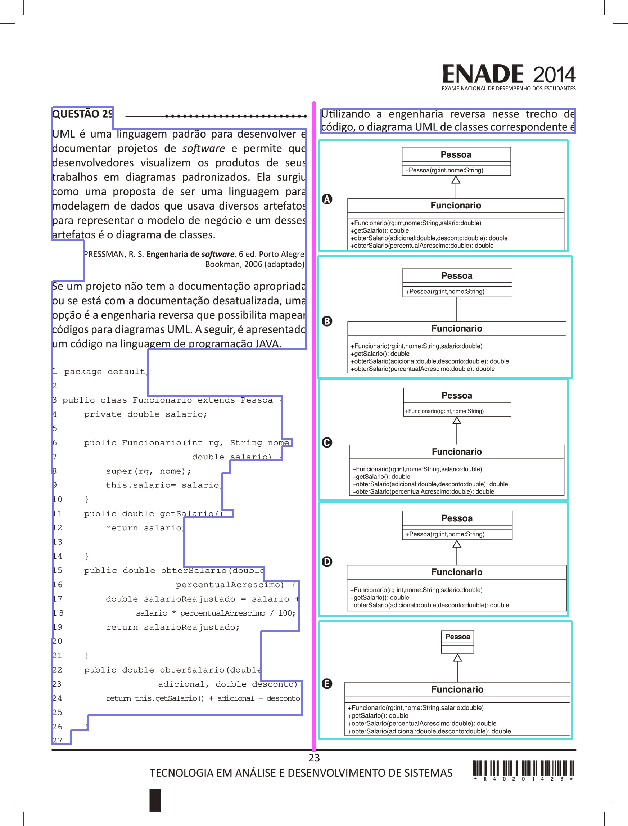 ENADE 2014
EXAME NACIONAL DE DESEMPENHO DOS ESTUDANTES
QUESTÃO 29
UML é uma linguagem padrão para desenvolver e
documentar projetos de software e permite que
desenvolvedores visualizem os produtos de seus
trabalhos em diagramas padronizados. Ela surgiu
como uma proposta de ser uma linguagem para
modelagem de dados que usava diversos artefatos
para representar o modelo de negócio e um desses
artefatos é o diagrama de classes.
PRESSMAN, R. S. Engenharia de software. 6 ed. Porto Alegre:
Bookman, 2006 (adaptado).
Se um projeto não tem a documentação apropriada
ou se está com a documentação desatualizada, uma
opção é a engenharia reversa que possibilita mapear
códigos para diagramas UML. A seguir, é apresentado
um código na linguagem de programação JAVA.
1 package default;
2
3 public class Funcionario extends Pessoa
4 private double salario;
5
6 public Funcionario(int rg, String nome,
7 double salario) {
8 super(rg, nome);
9 this.salario= salario;
10 }
11 public double getSalario()
12 return salario;
13
14 }
15 public double obterSalario(double
16 percentualAcrescimo) {
17 double salarioReajustado = salario +
18 salario * percentualAcrescimo / 100;
19 return salarioReajustado;
20
21 }
22 public double obterSalario(double
23 adicional, double desconto)
24 return this.getSalario() + adicional - desconto
25
26 }
27
Utilizando a engenharia reversa nesse trecho de
código, o diagrama UML de classes correspondente é
A
Pessoa
+Pessoa(rg:int,nome:String)
Funcionario
+Funcionario(rg:int,nome:String,salario:double)
+getSalario(): double
+obterSalario(adicional:double,desconto:double): double
+obterSalario(percentualAcrescimo:double): double
B
Pessoa
+Pessoa(rg:int,nome:String)
Funcionario
+Funcionario(rg:int,nome:String,salario:double)
+getSalario(): double
+obterSalario(adicional:double,desconto:double): double
+obterSalario(percentualAcrescimo:double): double
C
Pessoa
+Funcionario(rg:int,nome:String)
Funcionario
+Funcionario(rg:int,nome:String,salario:double)
+getSalario(): double
+obterSalario(adicional:double,desconto:double): double
+obterSalario(percentualAcrescimo:double): double
D
Pessoa
+Pessoa(rg:int,nome:String)
Funcionario
+Funcionario(rg:int,nome:String,salario:double)
+getSalario(): double
+obterSalario(adicional:double,desconto:double): double
E
Pessoa
Funcionario
+Funcionario(rg:int,nome:String,salario:double)
+getSalario(): double
+obterSalario(percentualAcrescimo:double): double
+obterSalario(adicional:double,desconto:double): double
23
TECNOLOGIA EM ANÁLISE E DESENVOLVIMENTO DE SISTEMAS